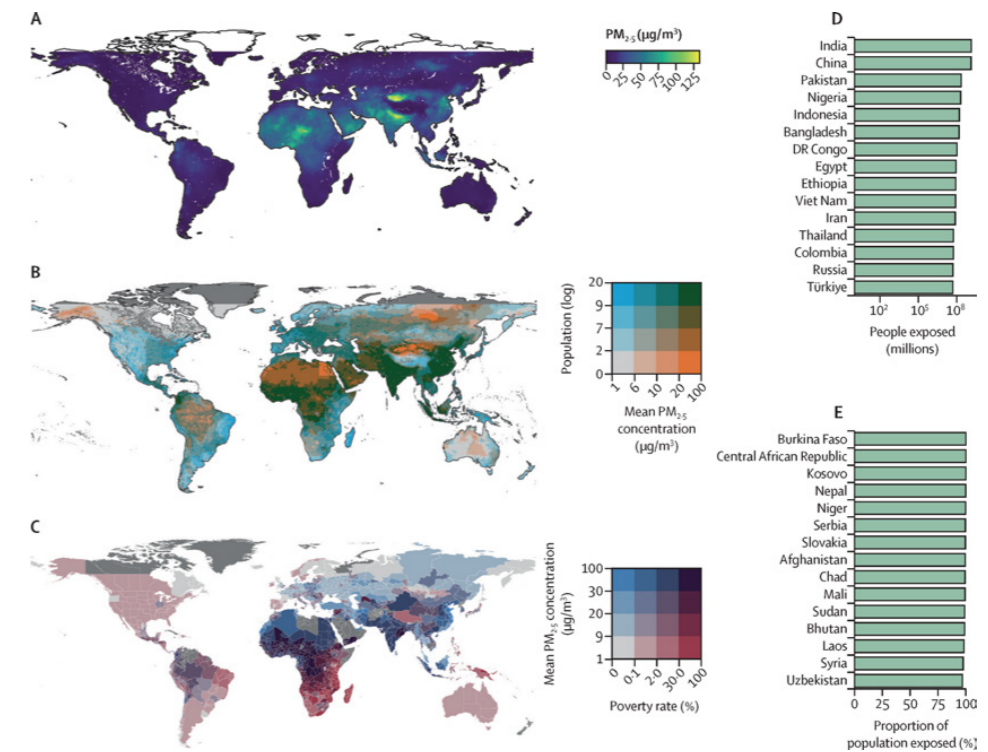 A
PM2·5 (µg/m³)
0 25 50 75 100 125
B
Population (log)
20
9
7
2
0
1 6 10 20 100
Mean PM2·5
concentration
(µg/m³)
C
Mean PM2·5 concentration
(µg/m³)
100
30
20
9
1
0 0·1 2·0 30·0 100
Poverty rate (%)
D
India
China
Pakistan
Nigeria
Indonesia
Bangladesh
DR Congo
Egypt
Ethiopia
Viet Nam
Iran
Thailand
Colombia
Russia
Türkiye
10² 10⁵ 10⁸
People exposed
(millions)
E
Burkina Faso
Central African Republic
Kosovo
Nepal
Niger
Serbia
Slovakia
Afghanistan
Chad
Mali
Sudan
Bhutan
Laos
Syria
Uzbekistan
0 25 50 75 100
Proportion of
population exposed (%)